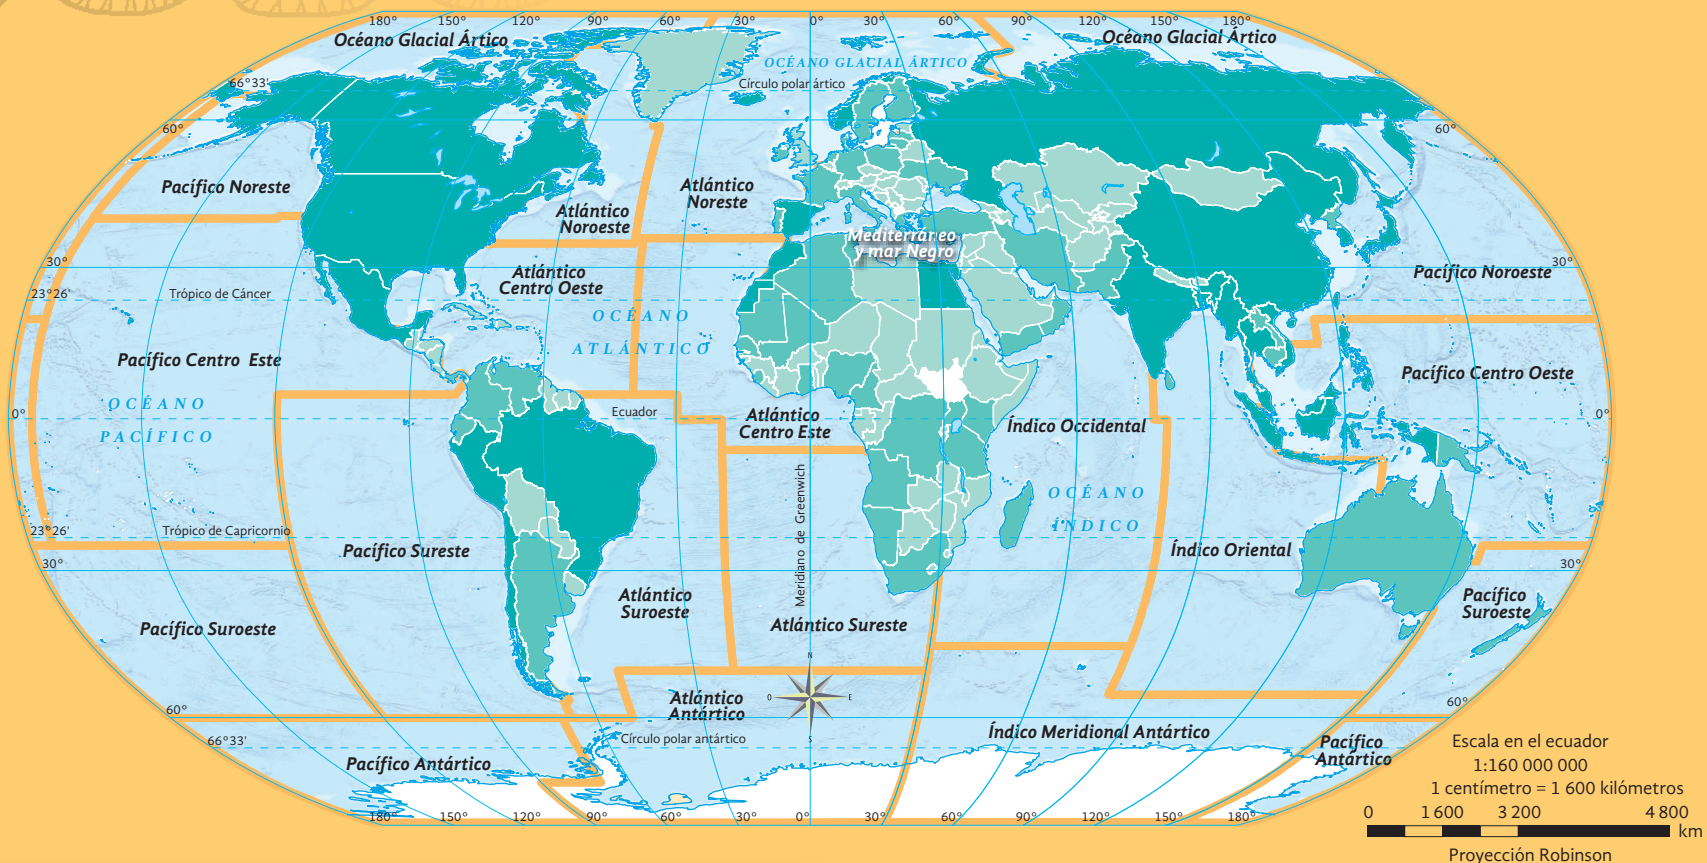 180° 150° 120° 90° 60° 30° 0° 30° 60° 90° 120° 150° 180°
Océano Glacial Ártico
Océano Glacial Ártico
OCÉANO GLACIAL ÁRTICO
66°33'
Círculo polar ártico
60°
60°
Pacífico Noreste
Atlántico
Noreste
Atlántico
Noroeste
Mediterráneo
y mar Negro
30°
30°
Atlántico
Centro Oeste
Pacífico Noroeste
23°26'
Trópico de Cáncer
OCÉANO
ATLÁNTICO
Pacífico Centro Este
Pacífico Centro Oeste
OCÉANO
PACÍFICO
0°
Ecuador
0°
Atlántico
Centro Este
Índico Occidental
Meridiano de Greenwich
OCÉANO
ÍNDICO
23°26'
Trópico de Capricornio
Pacífico Sureste
Índico Oriental
30°
30°
Atlántico
Suroeste
Pacífico
Suroeste
Pacífico Suroeste
Atlántico Sureste
N
O
E
S
Atlántico
Antártico
60°
60°
Círculo polar antártico
66°33'
Índico Meridional Antártico
Pacífico Antártico
Pacífico
Antártico
180° 150° 120° 90° 60° 30° 0° 30° 60° 90° 120° 150° 180°
Escala en el ecuador
1:160 000 000
1 centímetro = 1 600 kilómetros
0 1 600 3 200 4 800
km
Proyección Robinson